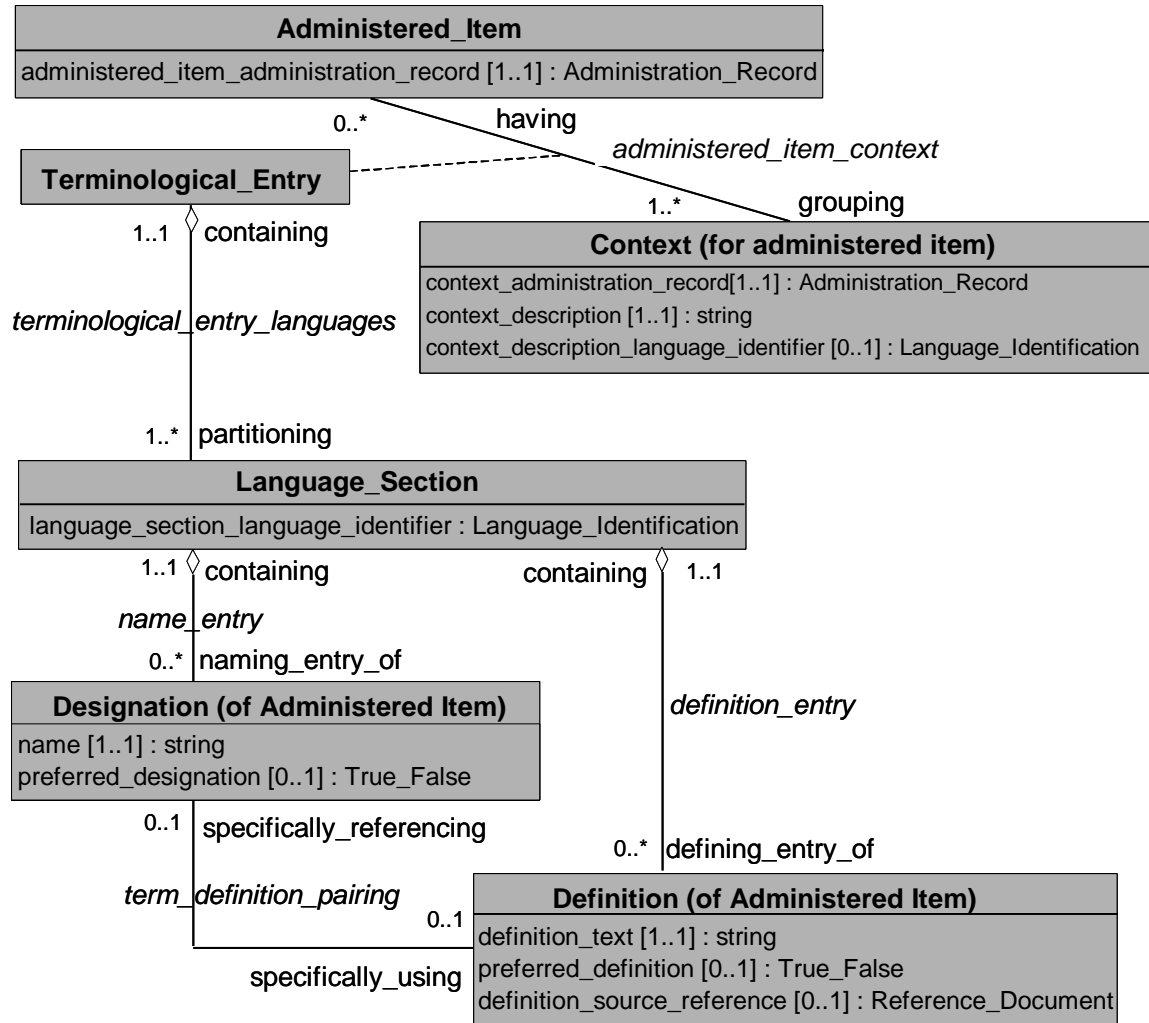 Administered_Item
administered_item_administration_record [1..1] : Administration_Record
0..*
having
administered_item_context
Terminological_Entry
1..*
grouping
1..1
containing
Context (for administered item)
context_administration_record[1..1] : Administration_Record
context_description [1..1] : string
context_description_language_identifier [0..1] : Language_Identification
terminological_entry_languages
1..*
partitioning
Language_Section
language_section_language_identifier : Language_Identification
1..1
containing
containing
1..1
name_entry
0..*
naming_entry_of
definition_entry
Designation (of Administered Item)
name [1..1] : string
preferred_designation [0..1] : True_False
0..1
specifically_referencing
0..*
defining_entry_of
term_definition_pairing
0..1
specifically_using
Definition (of Administered Item)
definition_text [1..1] : string
preferred_definition [0..1] : True_False
definition_source_reference [0..1] : Reference_Document